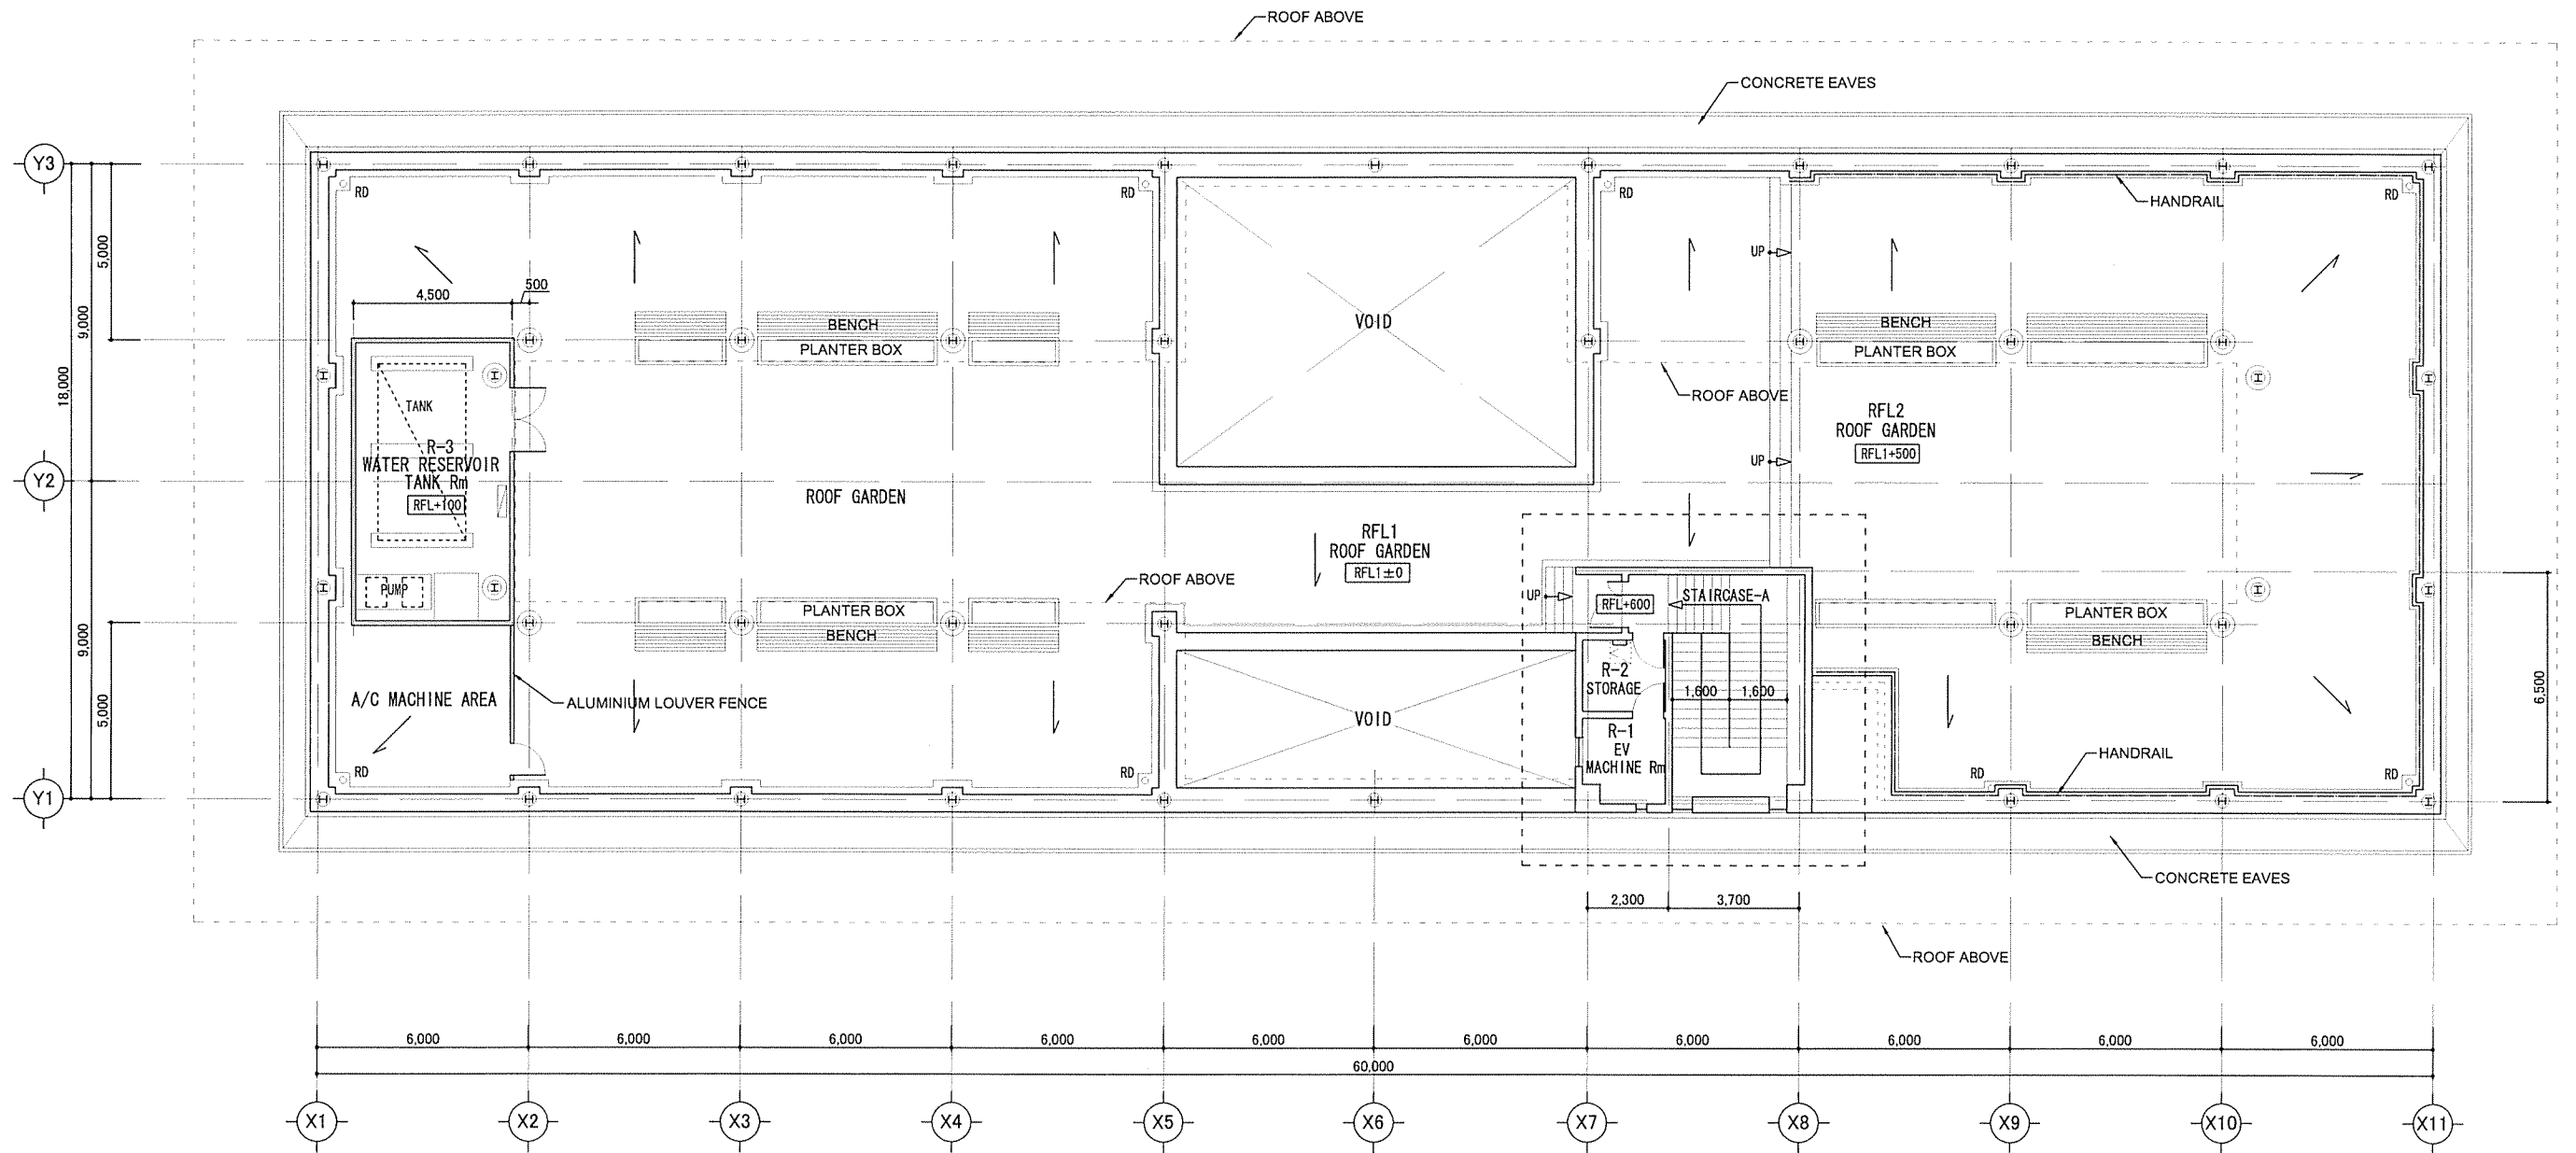 ROOF ABOVE
CONCRETE EAVES
Y3
RD
RD
RD
RD
HANDRAIL
5,000
9,000
18,000
UP
4,500
500
BENCH
PLANTER BOX
VOID
BENCH
PLANTER BOX
ROOF ABOVE
TANK
R-3
WATER RESERVOIR
TANK Rm
RFL+100
RFL2
ROOF GARDEN
RFL1+500
UP
Y2
ROOF GARDEN
RFL1
ROOF GARDEN
RFL1±0
ROOF ABOVE
PUMP
UP
RFL+600
STAIRCASE-A
PLANTER BOX
BENCH
PLANTER BOX
BENCH
9,000
5,000
6,500
A/C MACHINE AREA
ALUMINIUM LOUVER FENCE
VOID
R-2
STORAGE
1,600
1,600
R-1
EV
MACHINE Rm
HANDRAIL
RD
RD
RD
RD
Y1
CONCRETE EAVES
2,300
3,700
ROOF ABOVE
6,000
6,000
6,000
6,000
6,000
6,000
6,000
6,000
6,000
6,000
60,000
X1
X2
X3
X4
X5
X6
X7
X8
X9
X10
X11